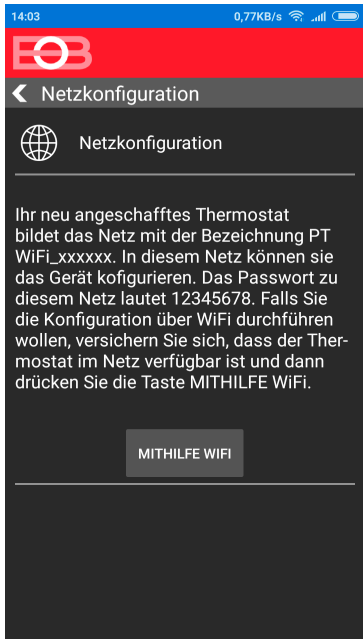 14:03 0,77KB/s
EOB
Netzkonfiguration
Netzkonfiguration
Ihr neu angeschafftes Thermostat
bildet das Netz mit der Bezeichnung PT
WiFi_xxxxxx. In diesem Netz können sie
das Gerät kofigurieren. Das Passwort zu
diesem Netz lautet 12345678. Falls Sie
die Konfiguration über WiFi durchführen
wollen, versichern Sie sich, dass der Ther-
mostat im Netz verfügbar ist und dann
drücken Sie die Taste MITHILFE WiFi.
MITHILFE WIFI